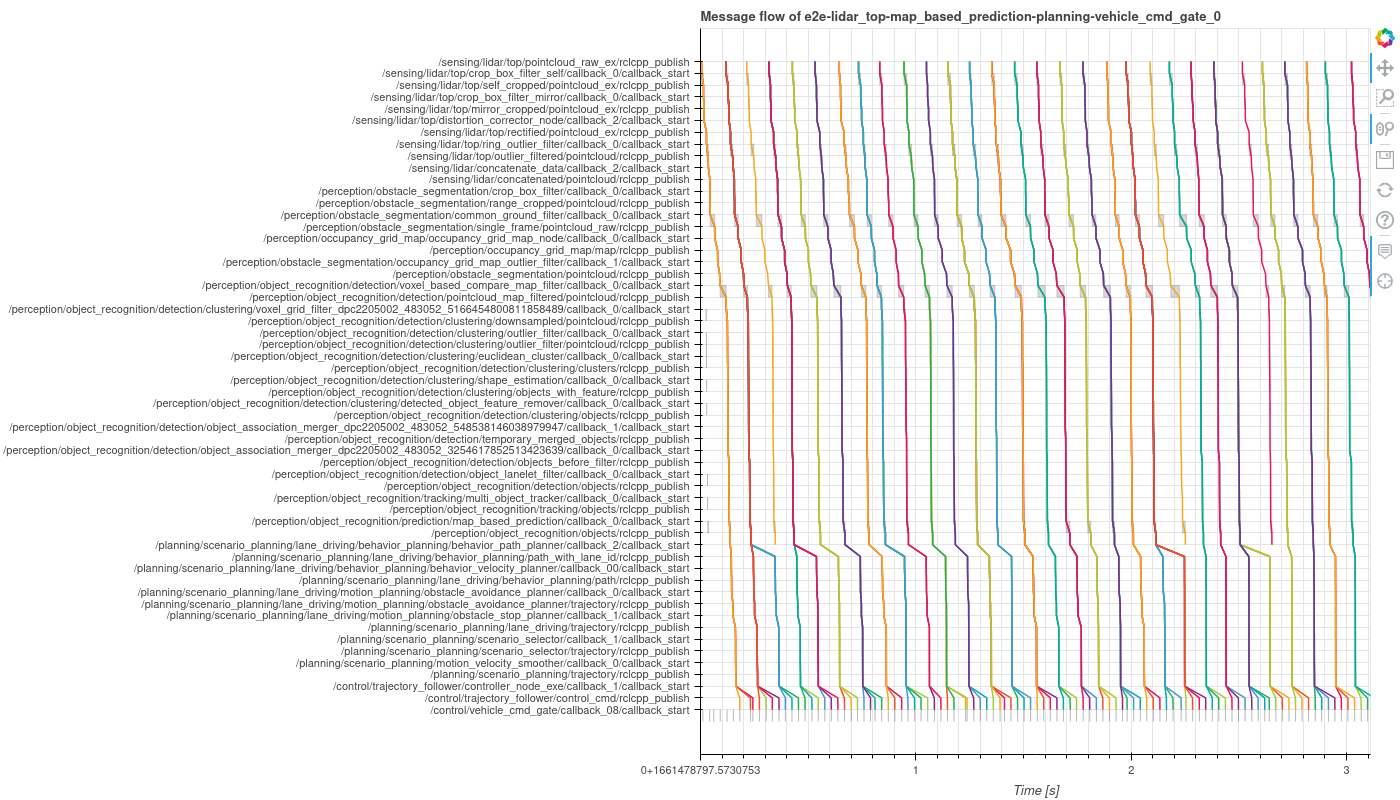 Message flow of e2e-lidar_top-map_based_prediction-planning-vehicle_cmd_gate_0
/sensing/lidar/top/pointcloud_raw_ex/rclcpp_publish
/sensing/lidar/top/crop_box_filter_self/callback_0/callback_start
/sensing/lidar/top/self_cropped/pointcloud_ex/rclcpp_publish
/sensing/lidar/top/crop_box_filter_mirror/callback_0/callback_start
/sensing/lidar/top/mirror_cropped/pointcloud_ex/rclcpp_publish
/sensing/lidar/top/distortion_corrector_node/callback_2/callback_start
/sensing/lidar/top/rectified/pointcloud_ex/rclcpp_publish
/sensing/lidar/top/ring_outlier_filter/callback_0/callback_start
/sensing/lidar/top/outlier_filtered/pointcloud/rclcpp_publish
/sensing/lidar/concatenate_data/callback_2/callback_start
/sensing/lidar/concatenated/pointcloud/rclcpp_publish
/perception/obstacle_segmentation/crop_box_filter/callback_0/callback_start
/perception/obstacle_segmentation/range_cropped/pointcloud/rclcpp_publish
/perception/obstacle_segmentation/common_ground_filter/callback_0/callback_start
/perception/obstacle_segmentation/single_frame/pointcloud_raw/rclcpp_publish
/perception/occupancy_grid_map/occupancy_grid_map_node/callback_0/callback_start
/perception/occupancy_grid_map/map/rclcpp_publish
/perception/obstacle_segmentation/occupancy_grid_map_outlier_filter/callback_1/callback_start
/perception/obstacle_segmentation/pointcloud/rclcpp_publish
/perception/object_recognition/detection/voxel_based_compare_map_filter/callback_0/callback_start
/perception/object_recognition/detection/pointcloud_map_filtered/pointcloud/rclcpp_publish
/perception/object_recognition/detection/clustering/voxel_grid_filter_dpc2205002_483052_5166454800811858489/callback_0/callback_start
/perception/object_recognition/detection/clustering/downsampled/pointcloud/rclcpp_publish
/perception/object_recognition/detection/clustering/outlier_filter/callback_0/callback_start
/perception/object_recognition/detection/clustering/outlier_filter/pointcloud/rclcpp_publish
/perception/object_recognition/detection/clustering/euclidean_cluster/callback_0/callback_start
/perception/object_recognition/detection/clustering/clusters/rclcpp_publish
/perception/object_recognition/detection/clustering/shape_estimation/callback_0/callback_start
/perception/object_recognition/detection/clustering/objects_with_feature/rclcpp_publish
/perception/object_recognition/detection/clustering/detected_object_feature_remover/callback_0/callback_start
/perception/object_recognition/detection/clustering/objects/rclcpp_publish
/perception/object_recognition/detection/object_association_merger_dpc2205002_483052_548538146038979947/callback_1/callback_start
/perception/object_recognition/detection/temporary_merged_objects/rclcpp_publish
/perception/object_recognition/detection/object_association_merger_dpc2205002_483052_3254617852513423639/callback_0/callback_start
/perception/object_recognition/detection/objects_before_filter/rclcpp_publish
/perception/object_recognition/detection/object_lanelet_filter/callback_0/callback_start
/perception/object_recognition/detection/objects/rclcpp_publish
/perception/object_recognition/tracking/multi_object_tracker/callback_0/callback_start
/perception/object_recognition/tracking/objects/rclcpp_publish
/perception/object_recognition/prediction/map_based_prediction/callback_0/callback_start
/perception/object_recognition/objects/rclcpp_publish
/planning/scenario_planning/lane_driving/behavior_planning/behavior_path_planner/callback_2/callback_start
/planning/scenario_planning/lane_driving/behavior_planning/path_with_lane_id/rclcpp_publish
/planning/scenario_planning/lane_driving/behavior_planning/behavior_velocity_planner/callback_00/callback_start
/planning/scenario_planning/lane_driving/behavior_planning/path/rclcpp_publish
/planning/scenario_planning/lane_driving/motion_planning/obstacle_avoidance_planner/callback_0/callback_start
/planning/scenario_planning/lane_driving/motion_planning/obstacle_avoidance_planner/trajectory/rclcpp_publish
/planning/scenario_planning/lane_driving/motion_planning/obstacle_stop_planner/callback_1/callback_start
/planning/scenario_planning/lane_driving/trajectory/rclcpp_publish
/planning/scenario_planning/scenario_selector/callback_1/callback_start
/planning/scenario_planning/scenario_selector/trajectory/rclcpp_publish
/planning/scenario_planning/motion_velocity_smoother/callback_0/callback_start
/planning/scenario_planning/trajectory/rclcpp_publish
/control/trajectory_follower/controller_node_exe/callback_1/callback_start
/control/trajectory_follower/control_cmd/rclcpp_publish
/control/vehicle_cmd_gate/callback_08/callback_start
0+1661478797.5730753 1 2 3
Time [s]